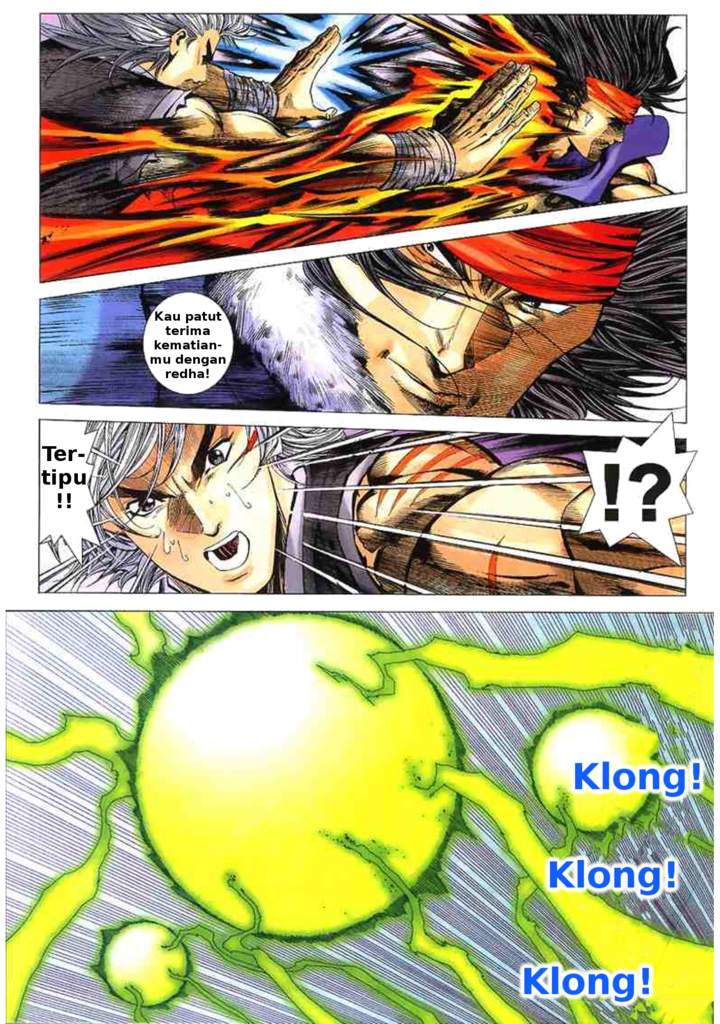 Kau patut
terima
kematian-
mu dengan
redha!
Ter-
tipu
!!
!?
Klong!
Klong!
Klong!